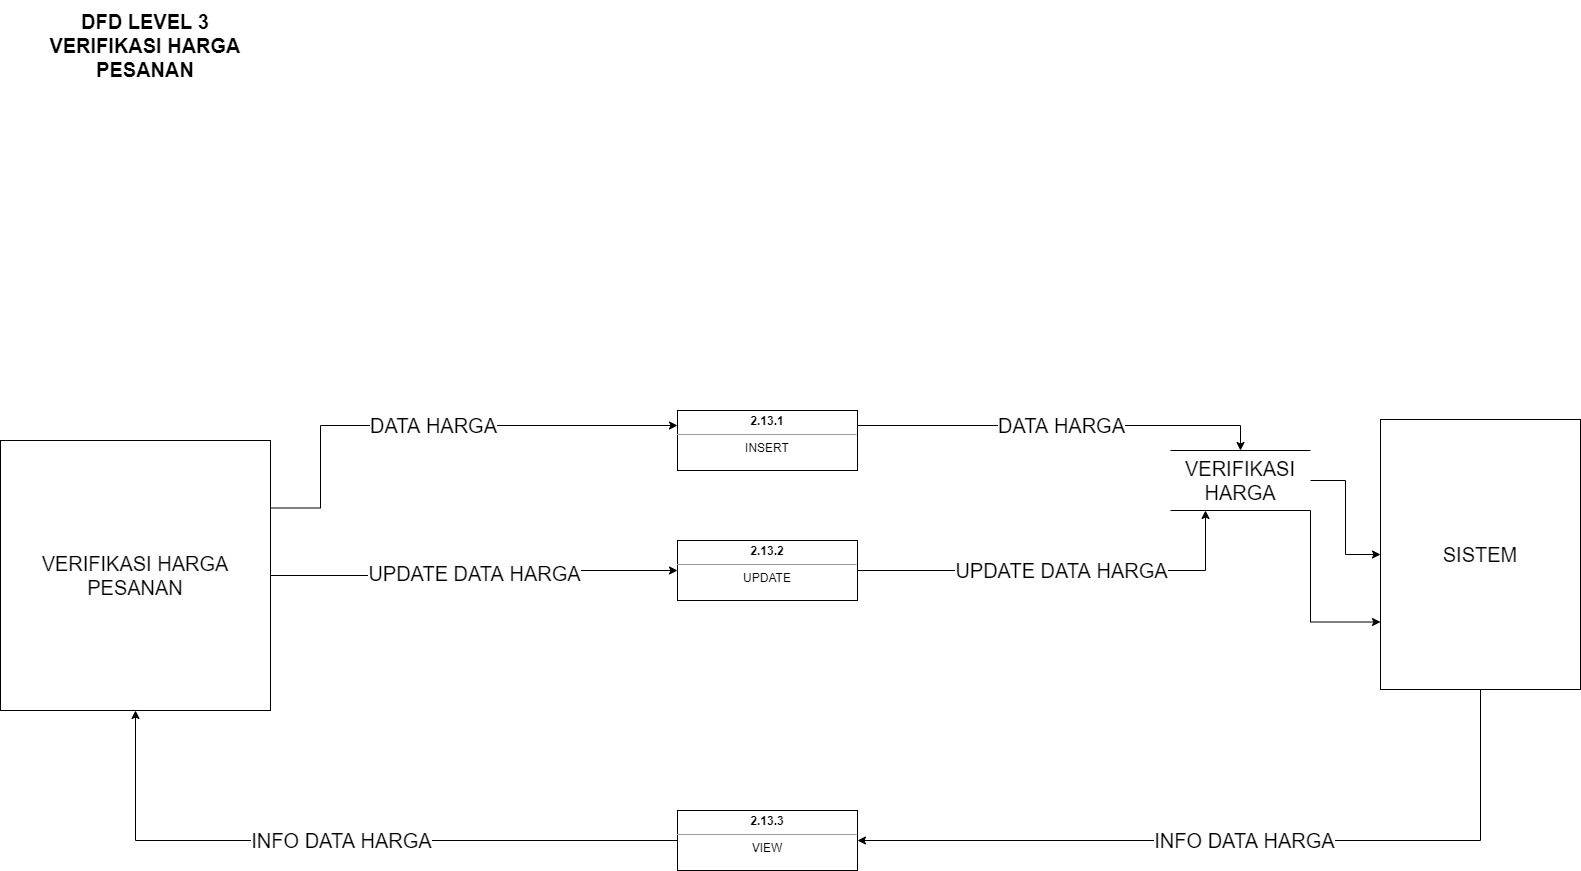 DFD LEVEL 3
VERIFIKASI HARGA
PESANAN
DATA HARGA
2.13.1
INSERT
DATA HARGA
VERIFIKASI
HARGA
VERIFIKASI HARGA
PESANAN
UPDATE DATA HARGA
2.13.2
UPDATE
UPDATE DATA HARGA
SISTEM
INFO DATA HARGA
2.13.3
VIEW
INFO DATA HARGA